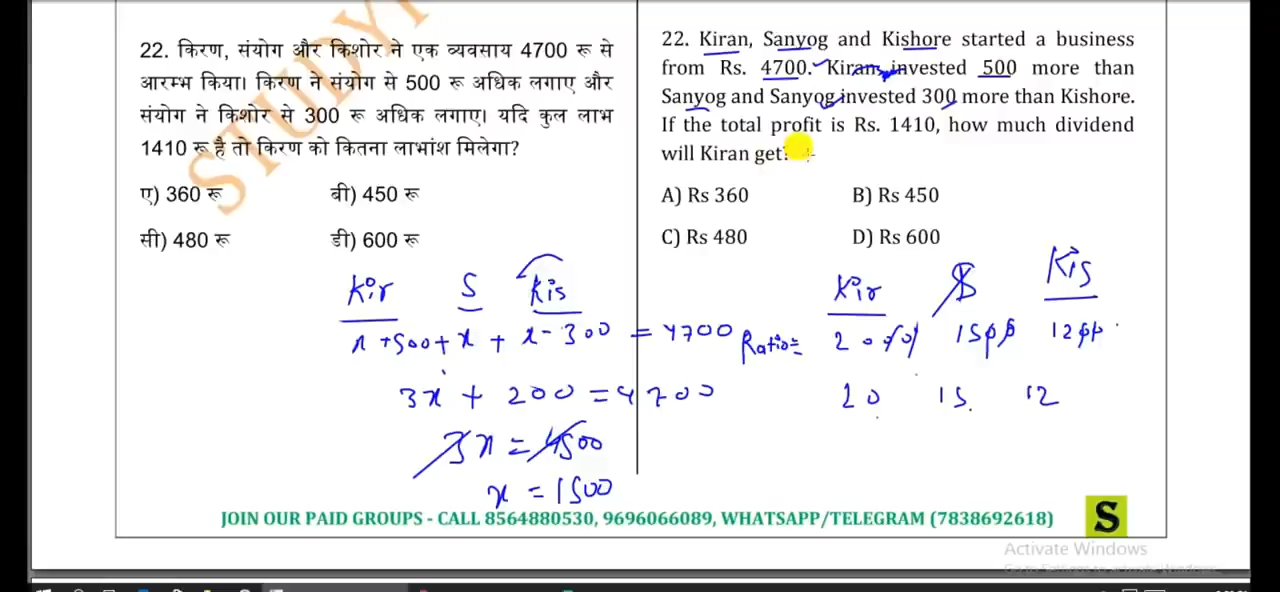 22. किरण, संयोग और किशोर ने एक व्यवसाय 4700 रू से
आरम्भ किया। किरण ने संयोग से 500 रू अधिक लगाए और
संयोग ने किशोर से 300 रू अधिक लगाए। यदि कुल लाभ
1410 रू है तो किरण को कितना लाभांश मिलेगा?
ए) 360 रू बी) 450 रू
सी) 480 रू डी) 600 रू
22. Kiran, Sanyog and Kishore started a business
from Rs. 4700. Kiran invested 500 more than
Sanyog and Sanyog invested 300 more than Kishore.
If the total profit is Rs. 1410, how much dividend
will Kiran get?
A) Rs 360 B) Rs 450
C) Rs 480 D) Rs 600
Kir S Kis
x + 500 + x + x - 300 = 4700
3x + 200 = 4700
3x = 4500
x = 1500
Kir S Kis
Ratio = 2000 1500 1200
20 15 12
STUDY
JOIN OUR PAID GROUPS - CALL 8564880530, 9696066089, WHATSAPP/TELEGRAM (7838692618)
S
Activate Windows